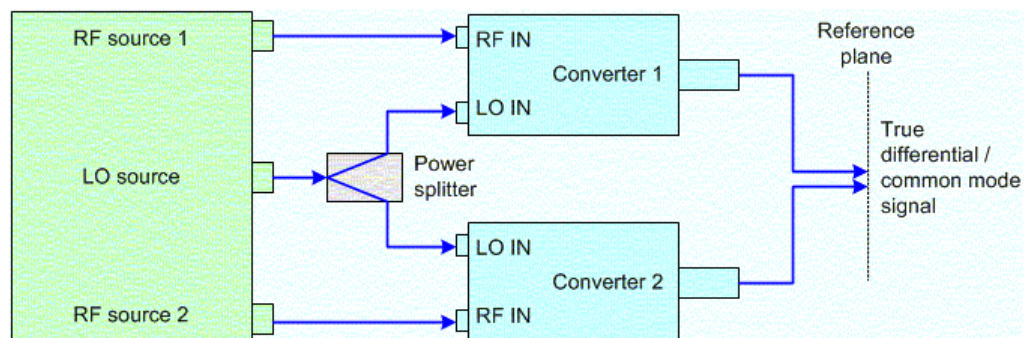 RF source 1
RF IN
Converter 1
LO IN
Reference
plane
LO source
Power
splitter
True
differential /
common mode
signal
LO IN
Converter 2
RF source 2
RF IN